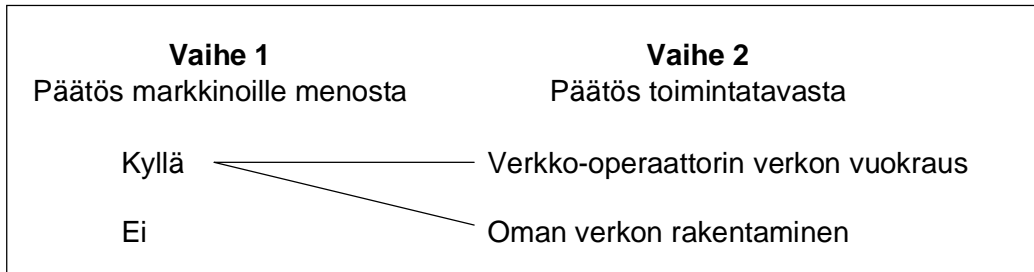 Vaihe 1
Päätös markkinoille menosta
Vaihe 2
Päätös toimintatavasta
Kyllä
Verkko-operaattorin verkon vuokraus
Ei
Oman verkon rakentaminen